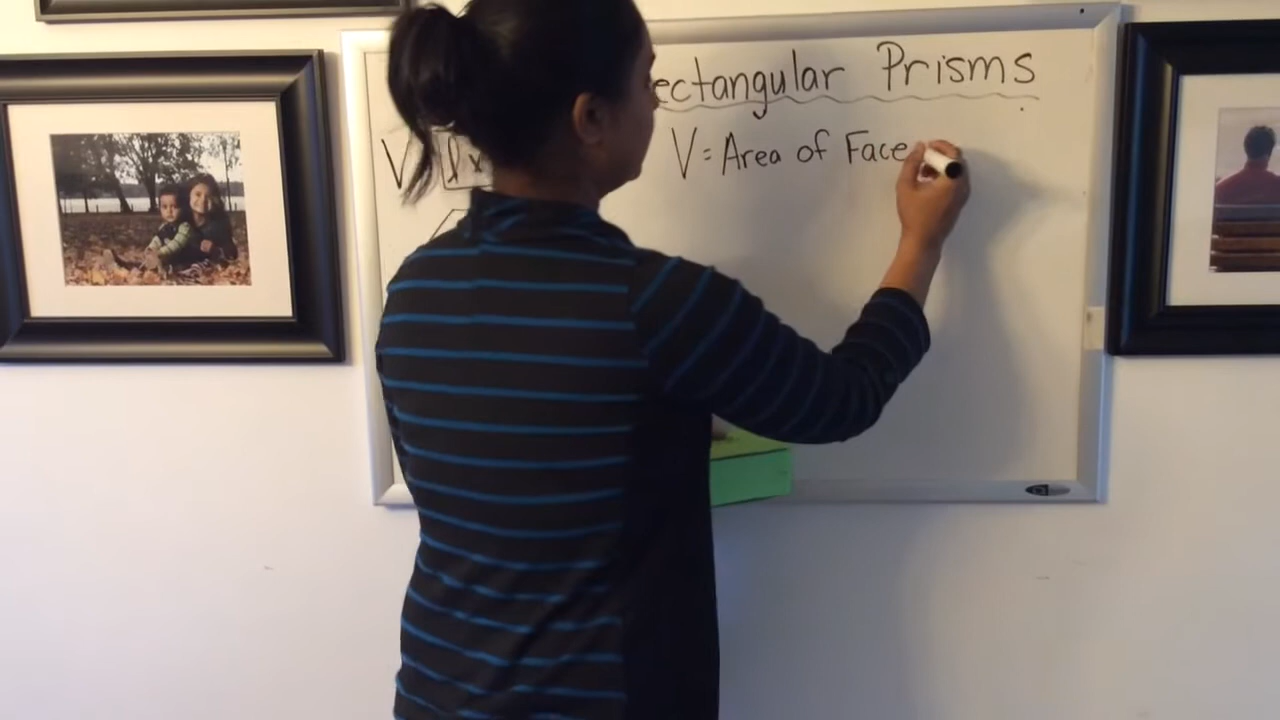 ectangular Prisms
V l x
V = Area of Face